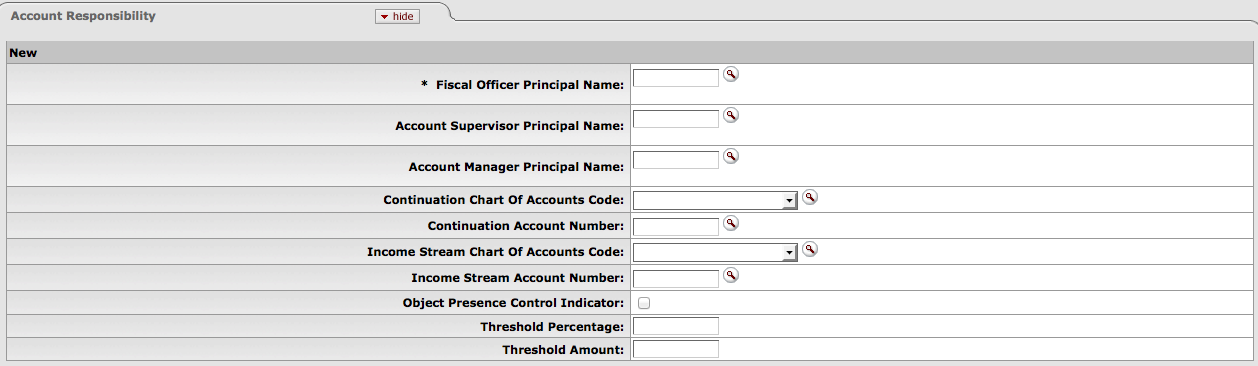 Account Responsibility
hide
New
* Fiscal Officer Principal Name:
Account Supervisor Principal Name:
Account Manager Principal Name:
Continuation Chart Of Accounts Code:
Continuation Account Number:
Income Stream Chart Of Accounts Code:
Income Stream Account Number:
Object Presence Control Indicator:
Threshold Percentage:
Threshold Amount: